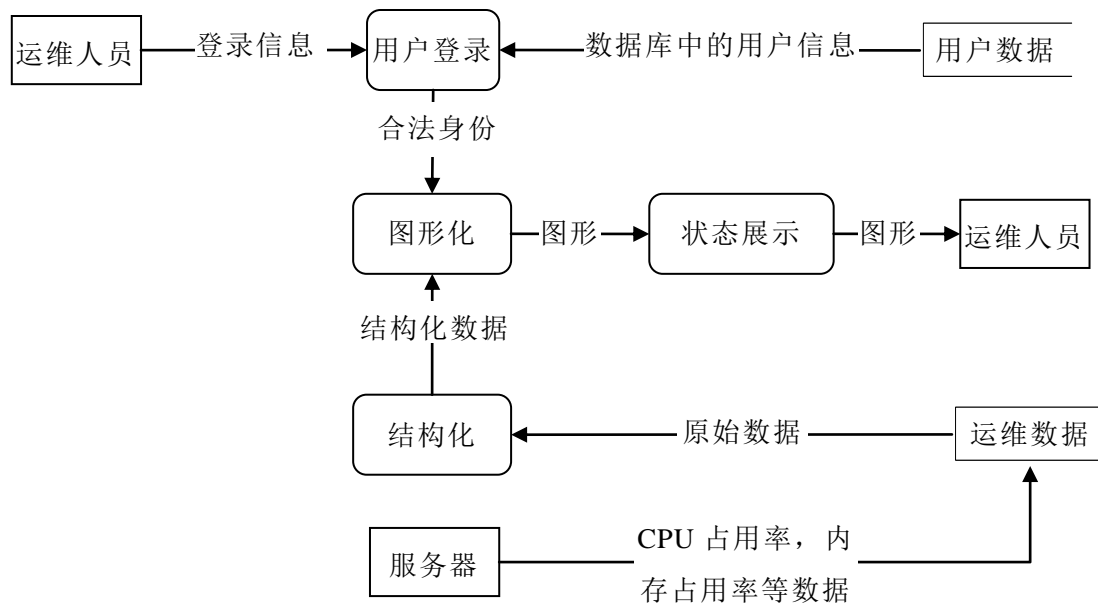 运维人员
登录信息
用户登录
数据库中的用户信息
用户数据
合法身份
图形化
图形
状态展示
图形
运维人员
结构化数据
结构化
原始数据
运维数据
服务器
CPU 占用率，内
存占用率等数据